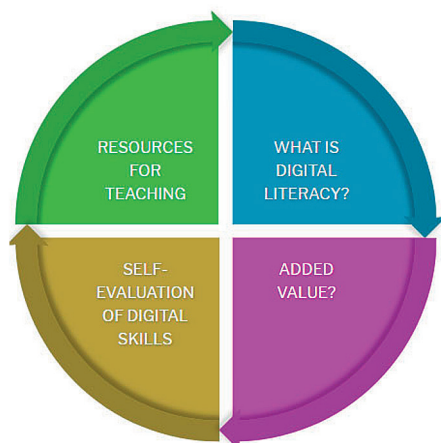 RESOURCES
FOR
TEACHING
WHAT IS
DIGITAL
LITERACY?
SELF-
EVALUATION
OF DIGITAL
SKILLS
ADDED
VALUE?